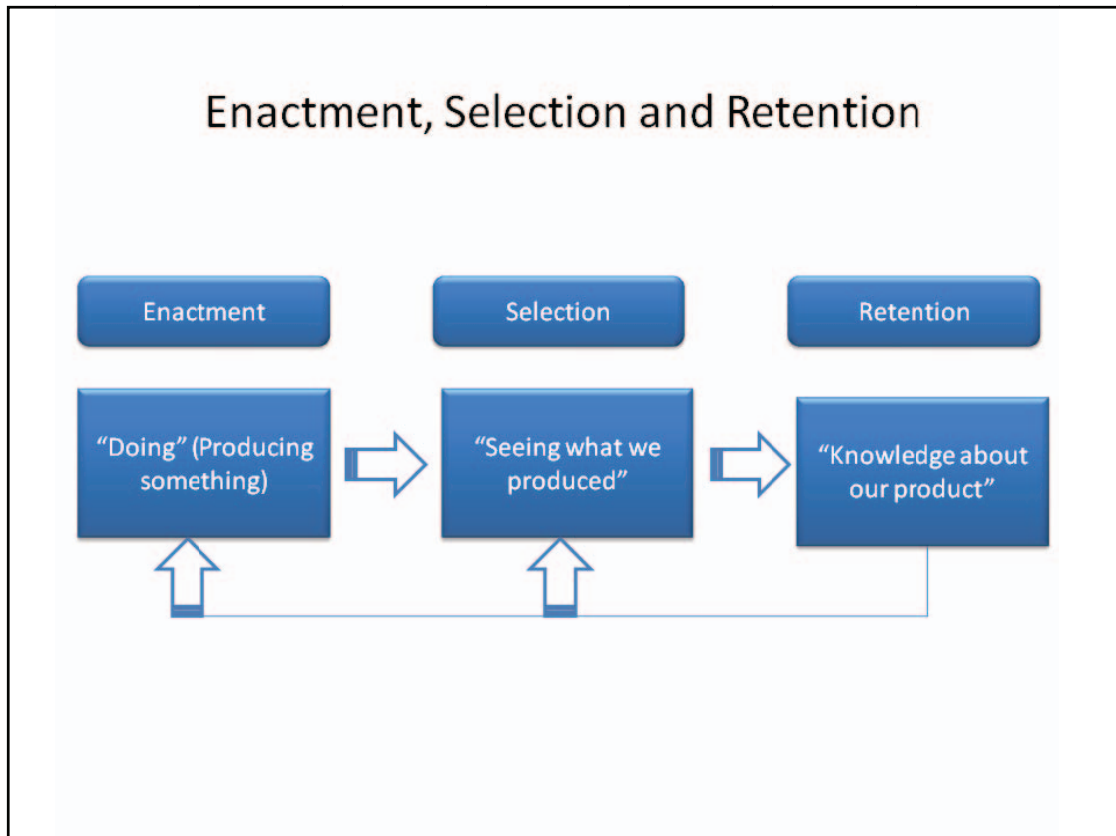 Enactment, Selection and Retention
Enactment
Selection
Retention
“Doing” (Producing
something)
“Seeing what we
produced”
“Knowledge about
our product”